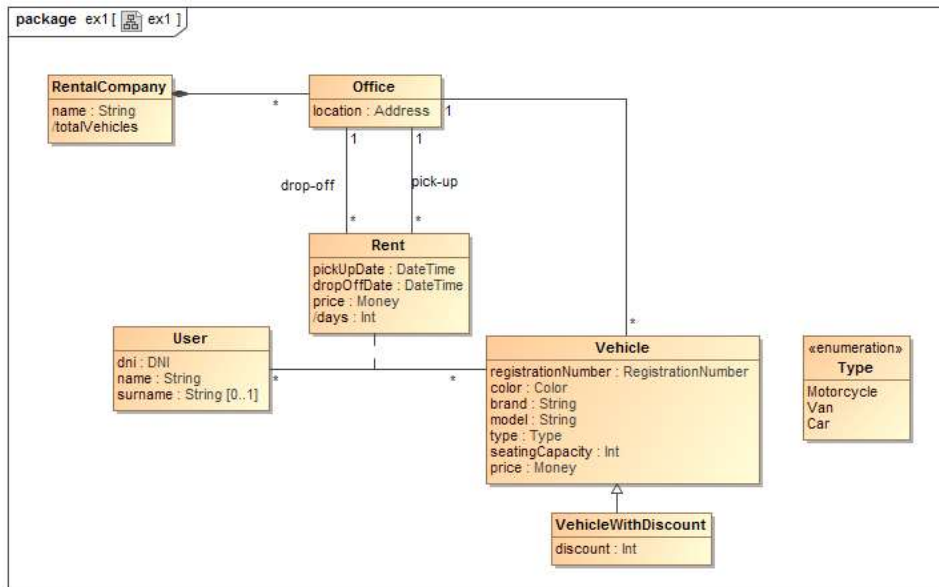 package ex1 [ ex1 ]
RentalCompany
name : String
/totalVehicles
*
Office
location : Address
1
1
1
drop-off
pick-up
*
*
Rent
pickUpDate : DateTime
dropOffDate : DateTime
price : Money
/days : Int
User
dni : DNI
name : String
surname : String [0..1]
*
*
*
Vehicle
registrationNumber : RegistrationNumber
color : Color
brand : String
model : String
type : Type
seatingCapacity : Int
price : Money
«enumeration»
Type
Motorcycle
Van
Car
VehicleWithDiscount
discount : Int